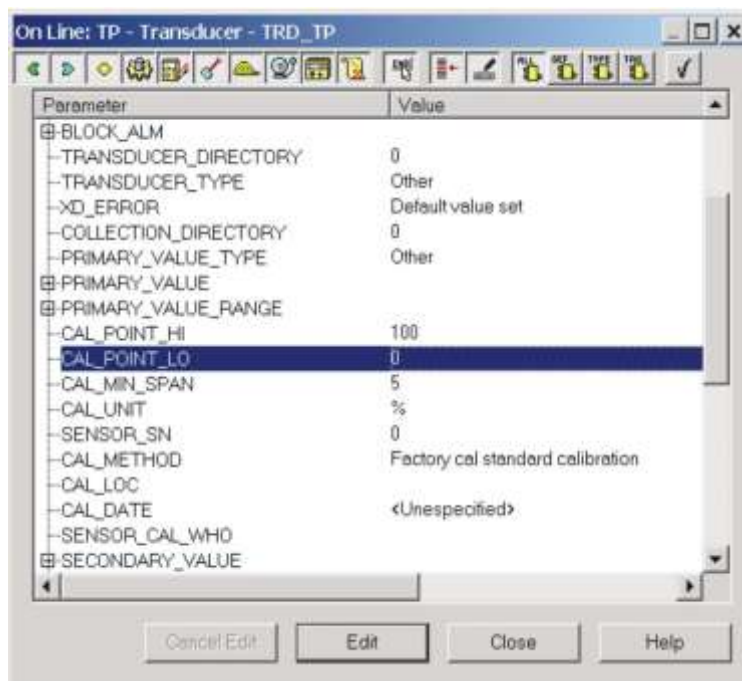 On Line: TP - Transducer - TRD_TP
Parameter Value
BLOCK_ALM
TRANSDUCER_DIRECTORY 0
TRANSDUCER_TYPE Other
XD_ERROR Default value set
COLLECTION_DIRECTORY 0
PRIMARY_VALUE_TYPE Other
PRIMARY_VALUE
PRIMARY_VALUE_RANGE
CAL_POINT_HI 100
CAL_POINT_LO 0
CAL_MIN_SPAN 5
CAL_UNIT %
SENSOR_SN 0
CAL_METHOD Factory cal standard calibration
CAL_LOC
CAL_DATE <Unspecified>
SENSOR_CAL_WHO
SECONDARY_VALUE
Cancel Edit Edit Close Help